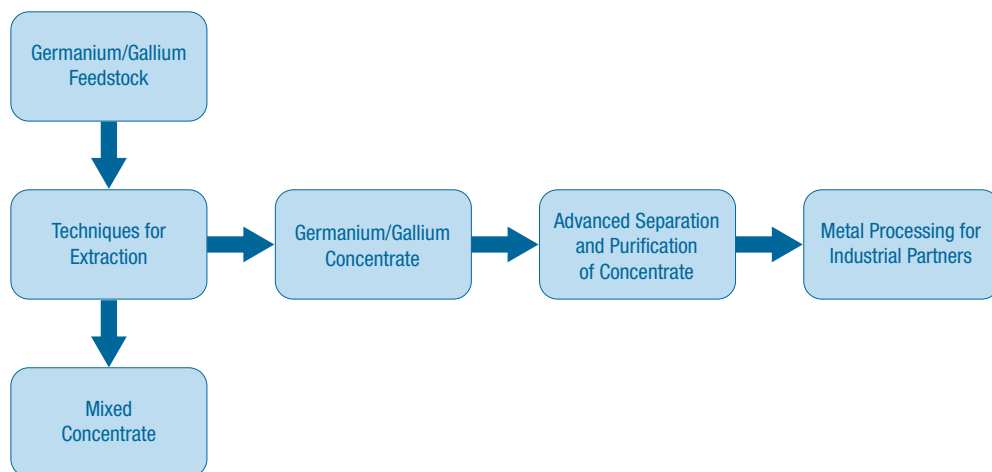 Germanium/Gallium
Feedstock
Techniques for
Extraction
Germanium/Gallium
Concentrate
Advanced Separation
and Purification
of Concentrate
Metal Processing for
Industrial Partners
Mixed
Concentrate